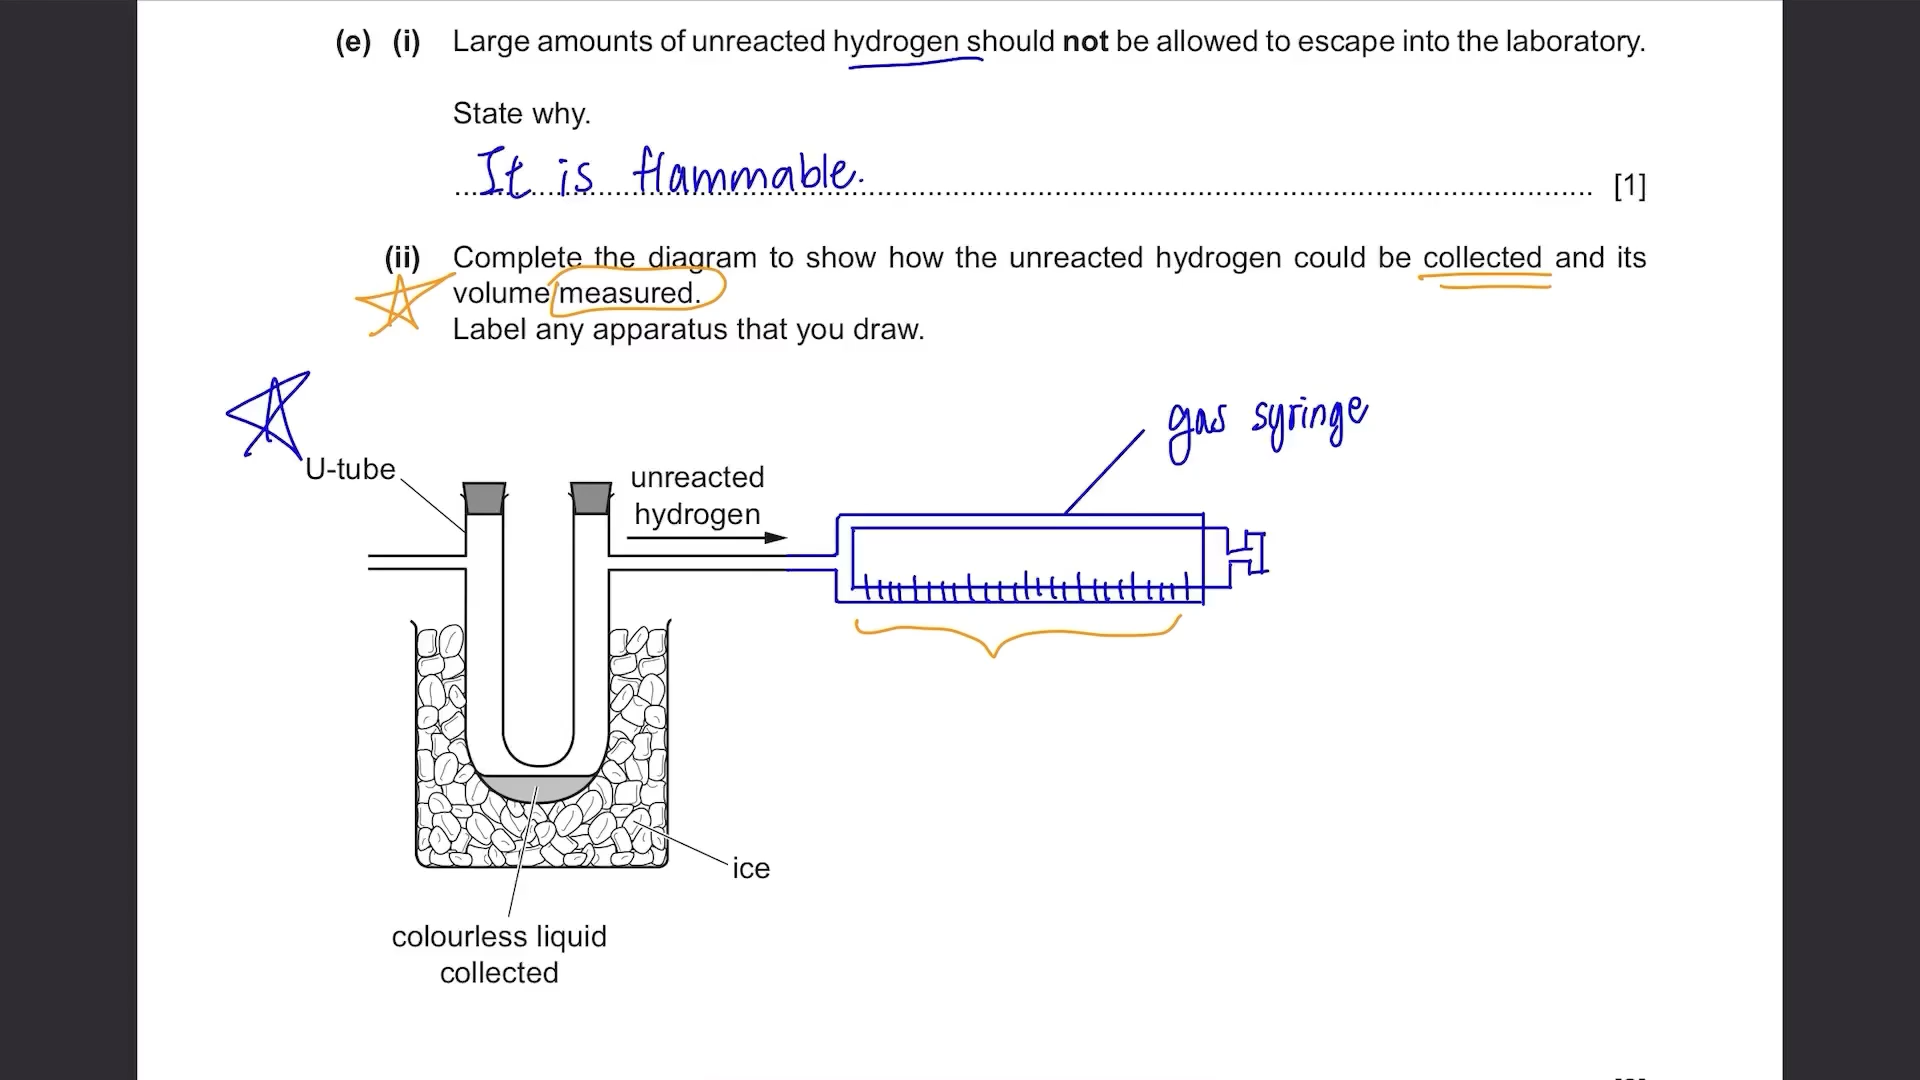 (e) (i) Large amounts of unreacted hydrogen should not be allowed to escape into the laboratory.
State why.
It is flammable. [1]
(ii) Complete the diagram to show how the unreacted hydrogen could be collected and its
volume measured.
Label any apparatus that you draw.
gas syringe
U-tube
unreacted
hydrogen
ice
colourless liquid
collected